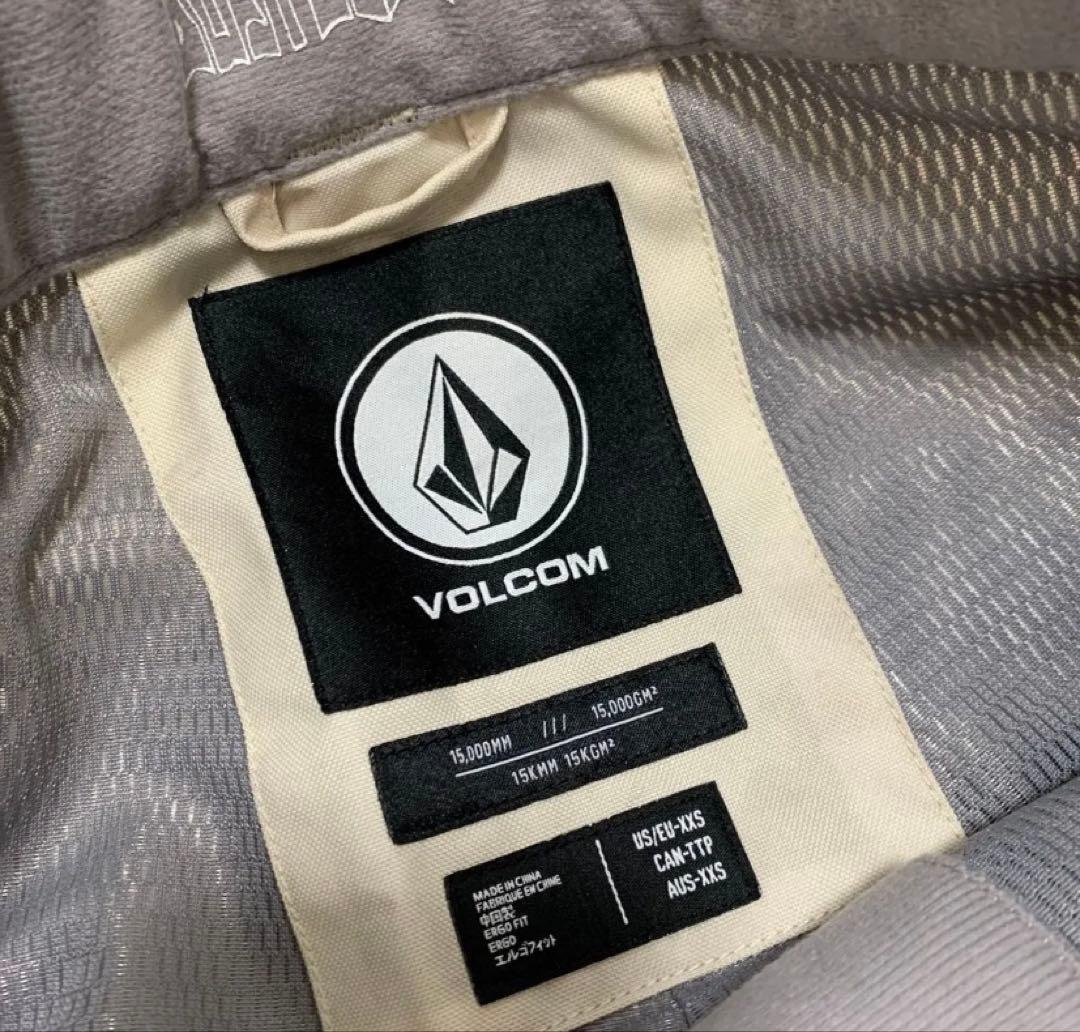 VOLCOM
15,000MM /// 15,000GM²
15KMM 15KGM²
MADE IN CHINA
FABRIQUE EN CHINE
中国製
ERGO FIT
ERGO
エルゴフィット
US/EU-XXS
CAN-TTP
AUS-XXS